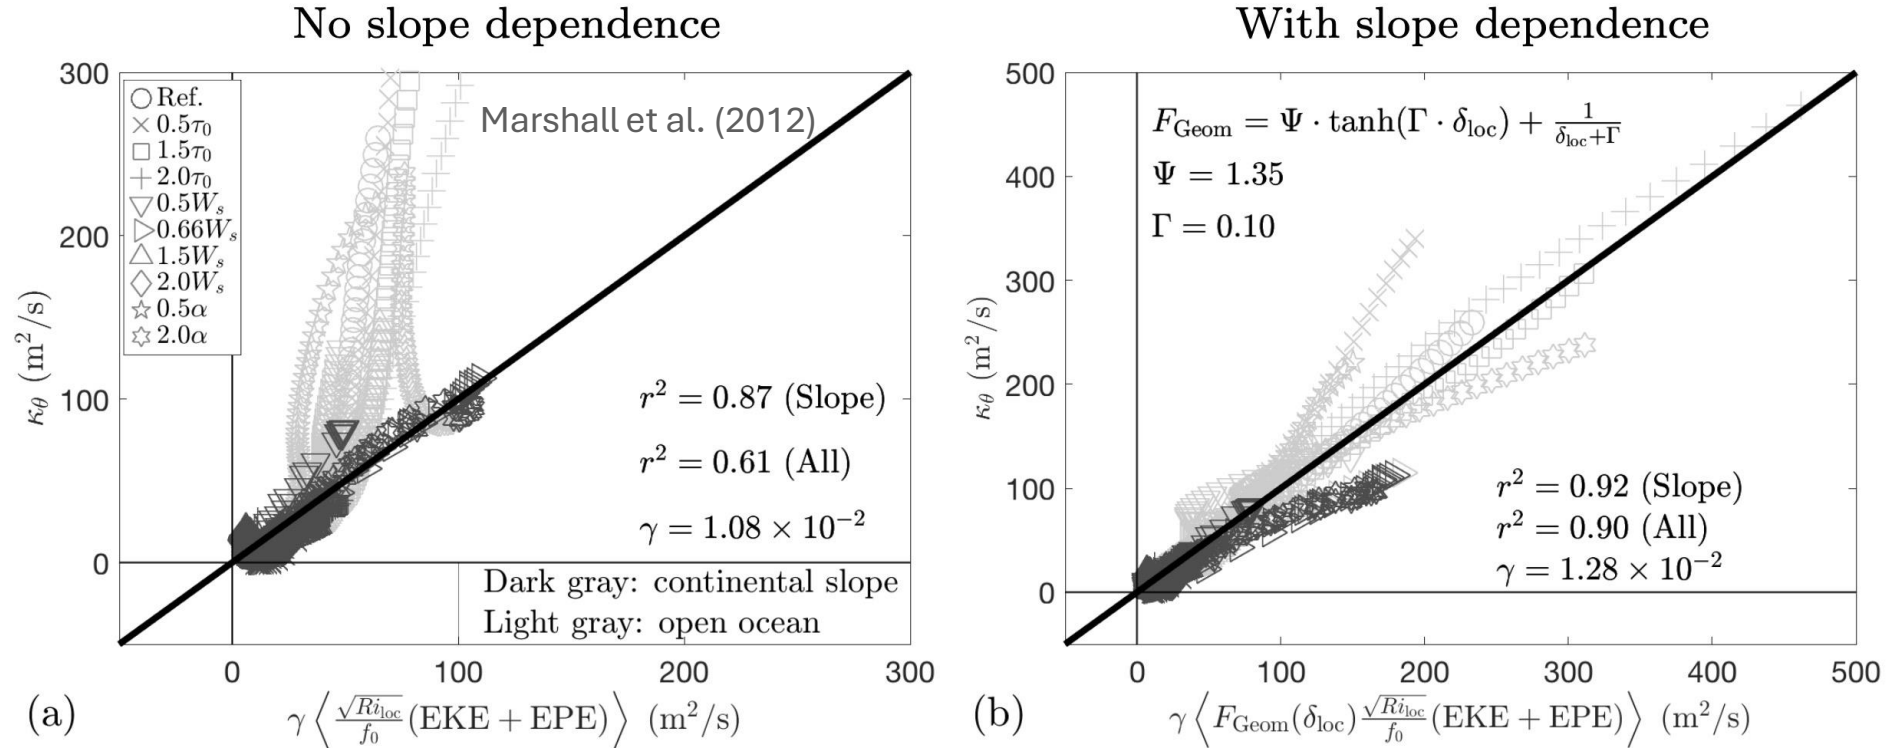 No slope dependence
300
200
100
0
κ_θ (m²/s)
Ref.
0.5τ₀
1.5τ₀
2.0τ₀
0.5W_s
0.66W_s
1.5W_s
2.0W_s
0.5α
2.0α
Marshall et al. (2012)
r² = 0.87 (Slope)
r² = 0.61 (All)
γ = 1.08 × 10⁻²
Dark gray: continental slope
Light gray: open ocean
0 100 200 300
(a) γ⟨√Ri_loc/f₀ (EKE + EPE)⟩ (m²/s)
With slope dependence
500
400
300
200
100
0
κ_θ (m²/s)
F_Geom = Ψ · tanh(Γ · δ_loc) + 1/(δ_loc+Γ)
Ψ = 1.35
Γ = 0.10
r² = 0.92 (Slope)
r² = 0.90 (All)
γ = 1.28 × 10⁻²
0 100 200 300 400 500
(b) γ⟨F_Geom(δ_loc) √Ri_loc/f₀ (EKE + EPE)⟩ (m²/s)